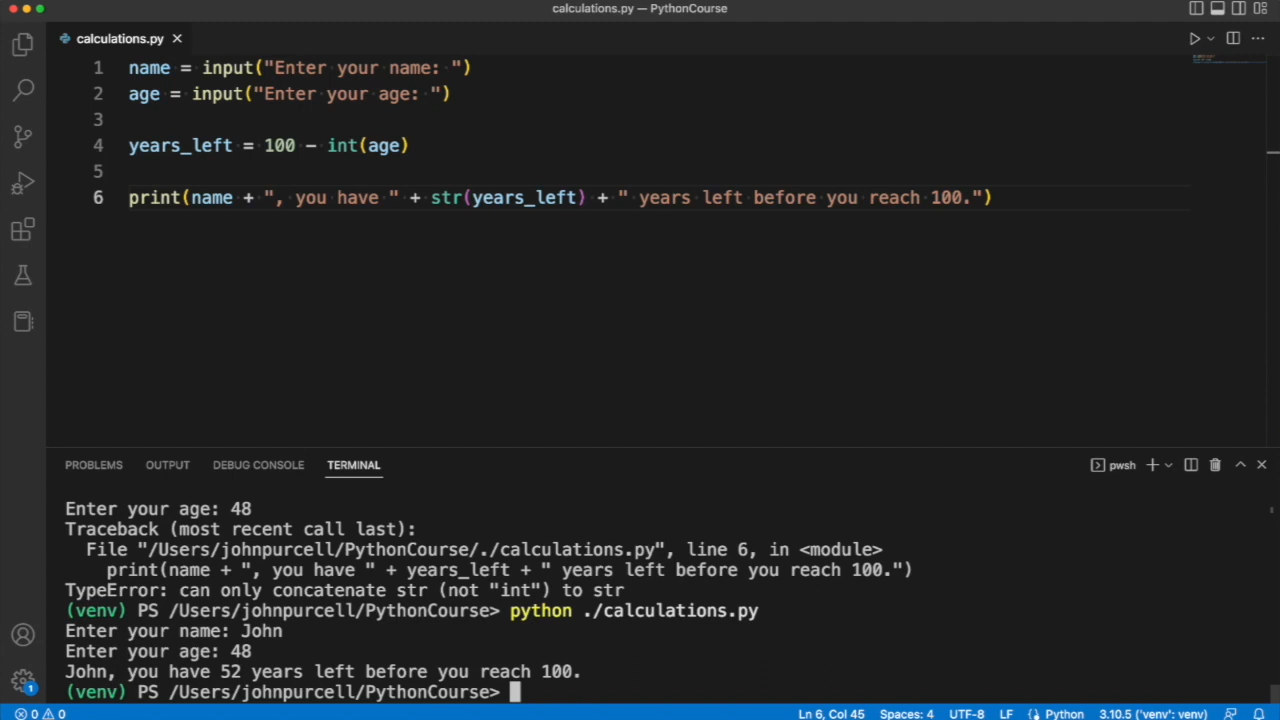 calculations.py — PythonCourse
calculations.py
1 name = input("Enter your name: ")
2 age = input("Enter your age: ")
3
4 years_left = 100 - int(age)
5
6 print(name + ", you have " + str(years_left) + " years left before you reach 100.")
PROBLEMS OUTPUT DEBUG CONSOLE TERMINAL pwsh
Enter your age: 48
Traceback (most recent call last):
  File "/Users/johnpurcell/PythonCourse/./calculations.py", line 6, in <module>
    print(name + ", you have " + years_left + " years left before you reach 100.")
TypeError: can only concatenate str (not "int") to str
(venv) PS /Users/johnpurcell/PythonCourse> python ./calculations.py
Enter your name: John
Enter your age: 48
John, you have 52 years left before you reach 100.
(venv) PS /Users/johnpurcell/PythonCourse>
1
0 0 Ln 6, Col 45 Spaces: 4 UTF-8 LF Python 3.10.5 ('venv': venv)